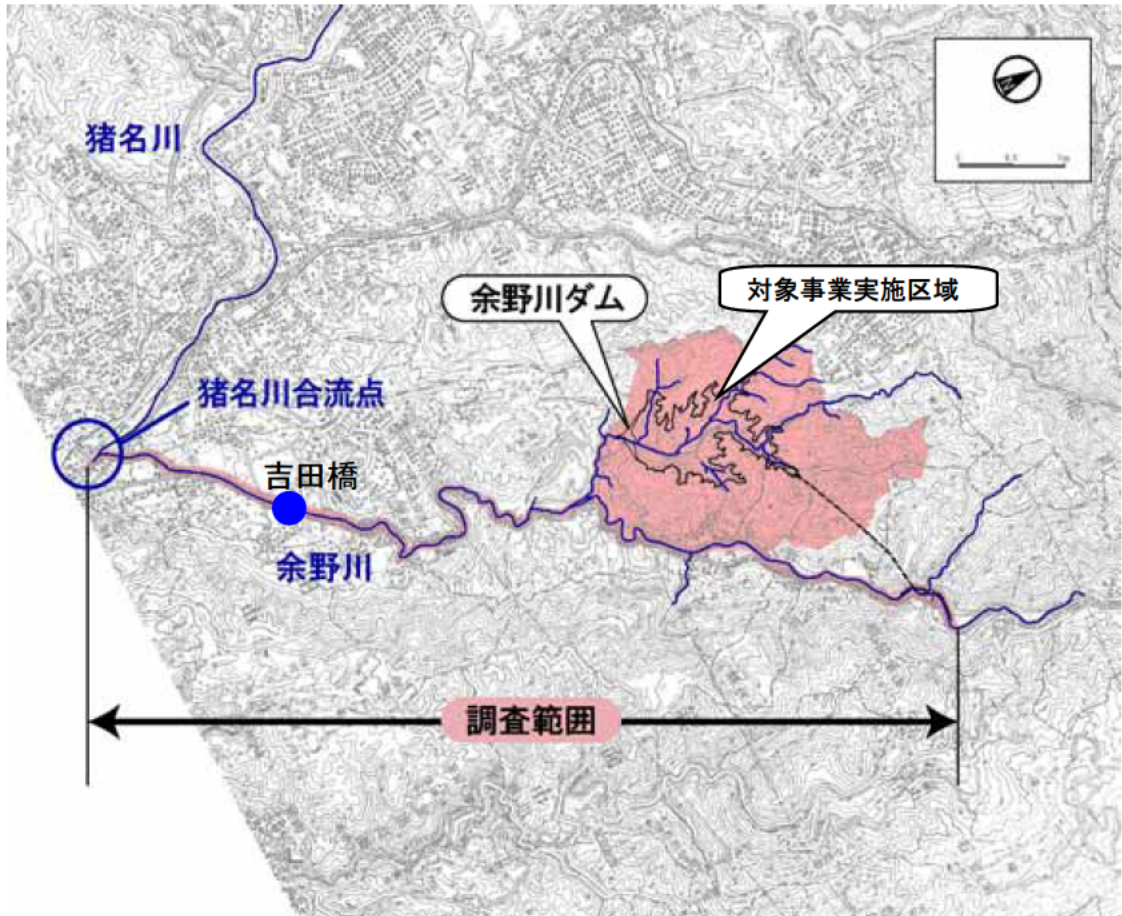 猪名川
余野川ダム
対象事業実施区域
猪名川合流点
吉田橋
余野川
調査範囲